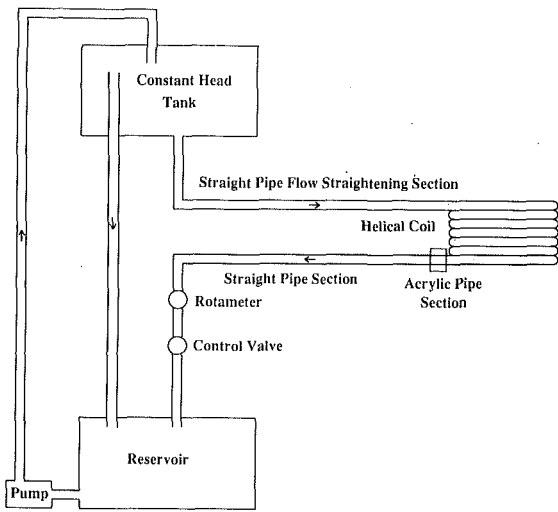 Constant Head
Tank
Straight Pipe Flow Straightening Section
Helical Coil
Straight Pipe Section
Acrylic Pipe
Section
Rotameter
Control Valve
Reservoir
Pump